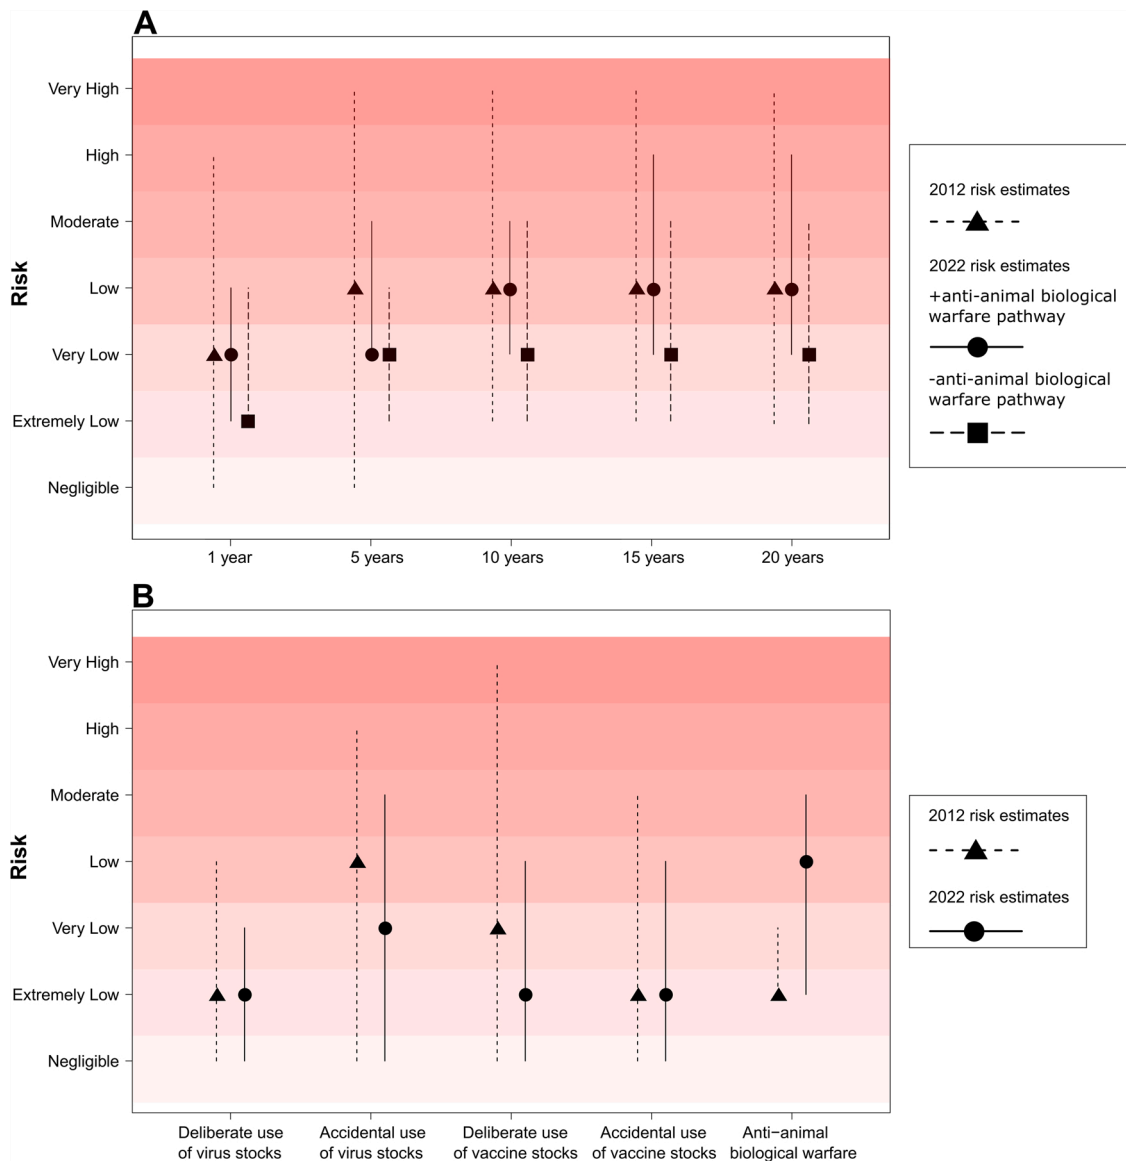 A
Risk
Very High
High
Moderate
Low
Very Low
Extremely Low
Negligible
1 year
5 years
10 years
15 years
20 years
2012 risk estimates
2022 risk estimates
+anti-animal biological
warfare pathway
-anti-animal biological
warfare pathway
B
Risk
Very High
High
Moderate
Low
Very Low
Extremely Low
Negligible
Deliberate use
of virus stocks
Accidental use
of virus stocks
Deliberate use
of vaccine stocks
Accidental use
of vaccine stocks
Anti−animal
biological warfare
2012 risk estimates
2022 risk estimates